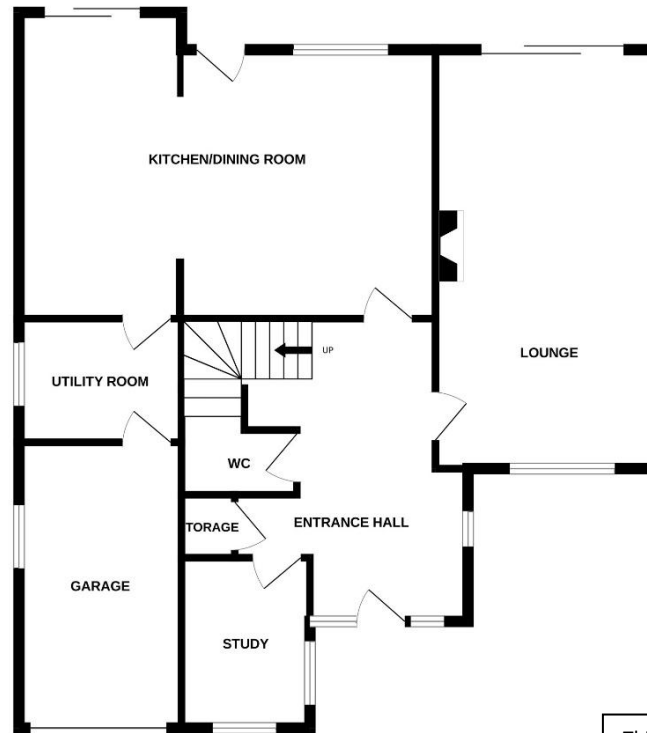 KITCHEN/DINING ROOM
LOUNGE
UP
UTILITY ROOM
WC
TORAGE
ENTRANCE HALL
GARAGE
STUDY